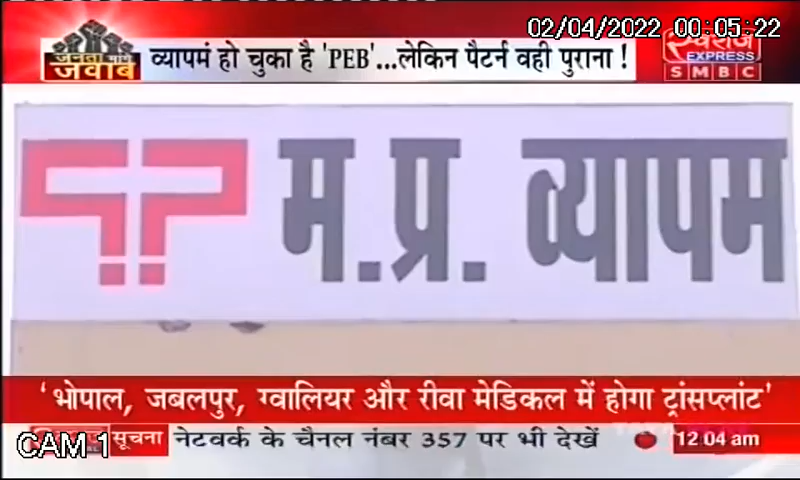 02/04/2022 00:05:22
जनता मांगे
जवाब
व्यापमं हो चुका है 'PEB'...लेकिन पैटर्न वही पुराना !
स्वराज
EXPRESS
SMBC
म.प्र. व्यापम
‘भोपाल, जबलपुर, ग्वालियर और रीवा मेडिकल में होगा ट्रांसप्लांट'
सूचना नेटवर्क के चैनल नंबर 357 पर भी देखें 12:04 am
CAM 1